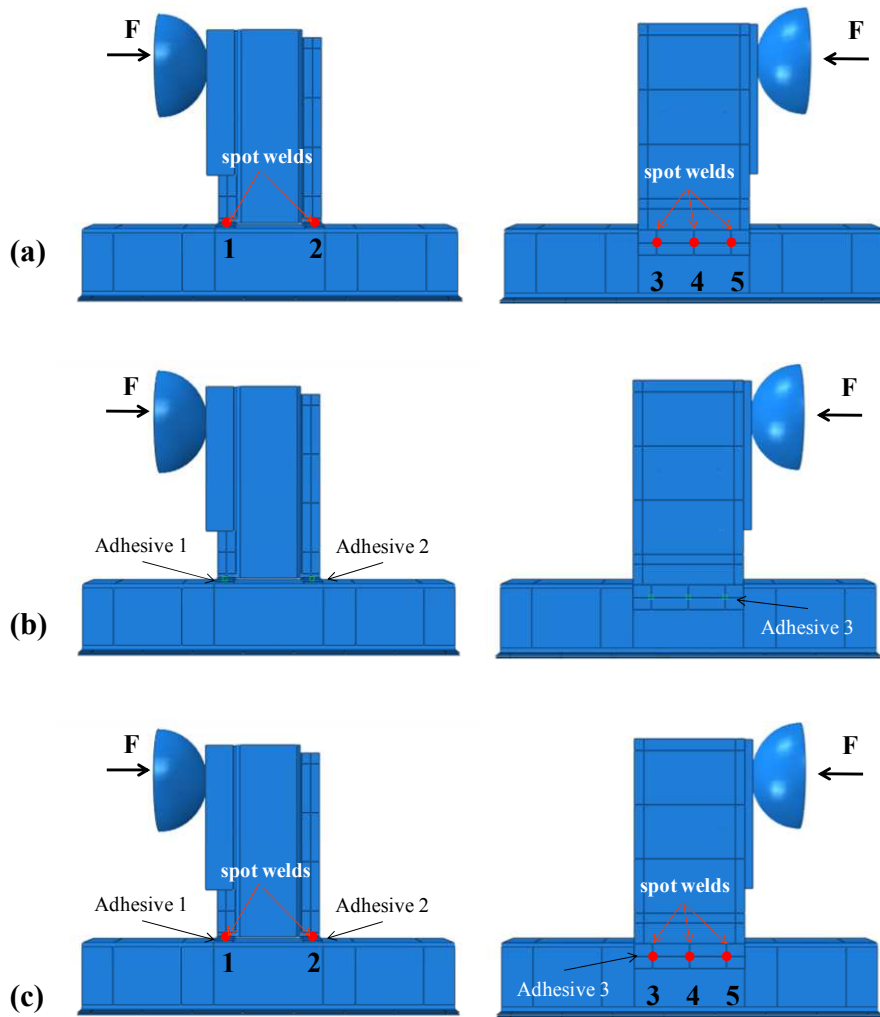 F
F
spot welds
spot welds
(a)
1 2
3 4 5
F
F
Adhesive 1
Adhesive 2
(b)
Adhesive 3
F
F
spot welds
spot welds
Adhesive 1
Adhesive 2
1 2
Adhesive 3
3 4 5
(c)